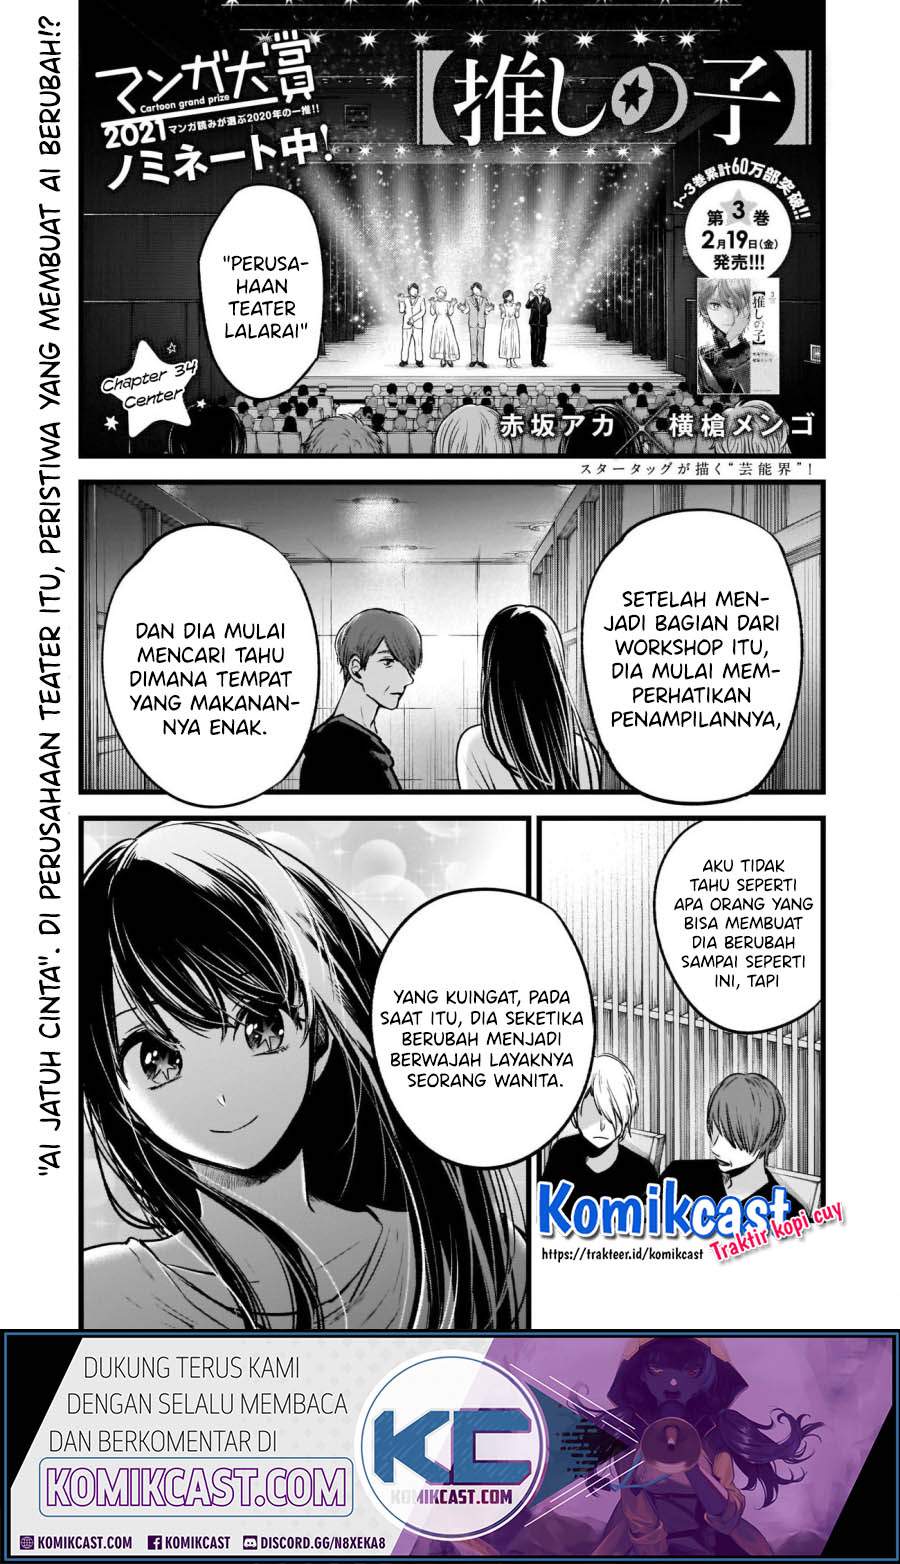 マンガ大賞
Cartoon grand prize
2021 マンガ読みが選ぶ2020年の一推!!
ノミネート中!
【推しの子】
1~3巻累計60万部突破!!
第3巻
2月19日(金)
発売!!!
【推しの子】
"PERUSA-
HAAN
TEATER
LALARAI"
Chapter 34
Center
赤坂アカ × 横槍メンゴ
スタータッグが描く"芸能界"!
"AI JATUH CINTA". DI PERUSAHAAN TEATER ITU, PERISTIWA YANG MEMBUAT AI BERUBAH!?
SETELAH MEN-
JADI BAGIAN DARI
WORKSHOP ITU,
DIA MULAI MEM-
PERHATIKAN
PENAMPILANNYA,
DAN DIA MULAI
MENCARI TAHU
DIMANA TEMPAT
YANG MAKANAN-
NYA ENAK.
AKU TIDAK
TAHU SEPERTI
APA ORANG YANG
BISA MEMBUAT
DIA BERUBAH
SAMPAI SEPERTI
INI, TAPI
YANG KUINGAT, PADA
SAAT ITU, DIA SEKETIKA
BERUBAH MENJADI
BERWAJAH LAYAKNYA
SEORANG WANITA.
Komikcast
Traktir kopi cuy
https://trakteer.id/komikcast
DUKUNG TERUS KAMI
DENGAN SELALU MEMBACA
DAN BERKOMENTAR DI
KOMIKCAST.COM
KOMIKCAST.COM
KOMIKCAST
DISCORD.GG/N8XEKA8
KC
KOMIKCAST.COM